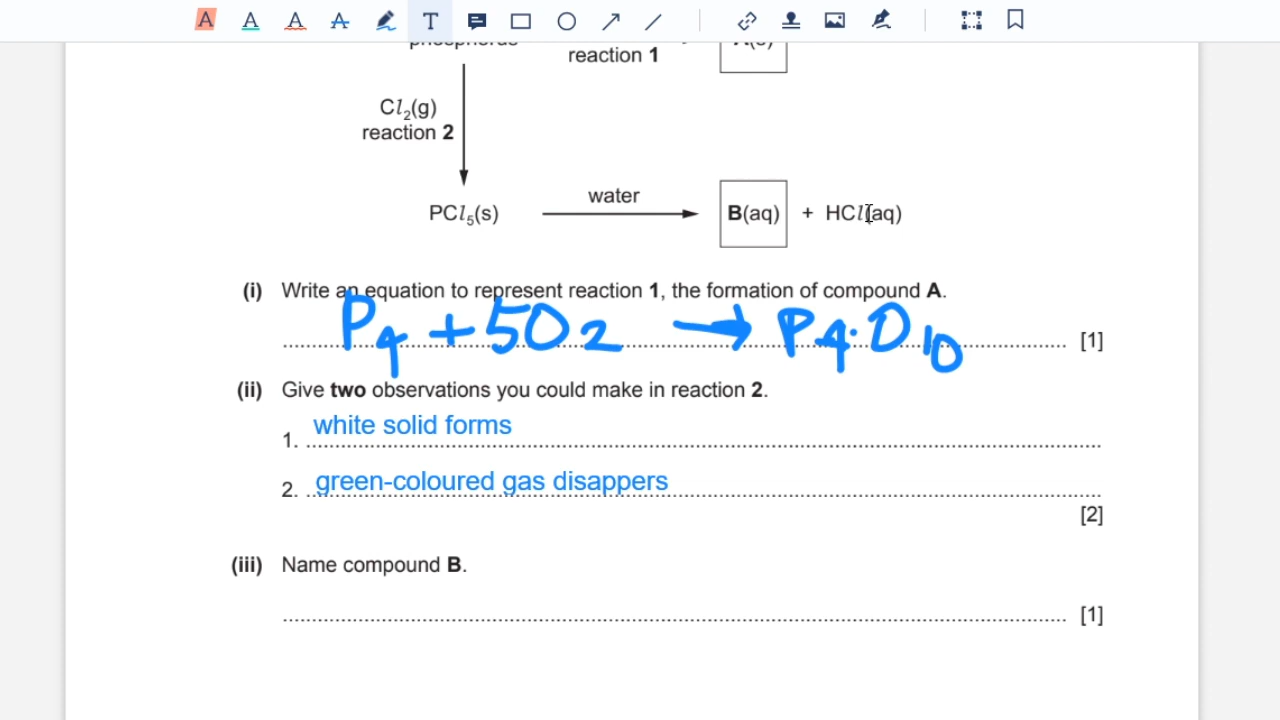 A A A A T
phosphorus
reaction 1
A(s)
Cl₂(g)
reaction 2
PCl₅(s)
water
B(aq) + HCl(aq)
(i) Write an equation to represent reaction 1, the formation of compound A.
P₄ + 5O₂ → P₄O₁₀
[1]
(ii) Give two observations you could make in reaction 2.
1. white solid forms
2. green-coloured gas disappers
[2]
(iii) Name compound B.
[1]